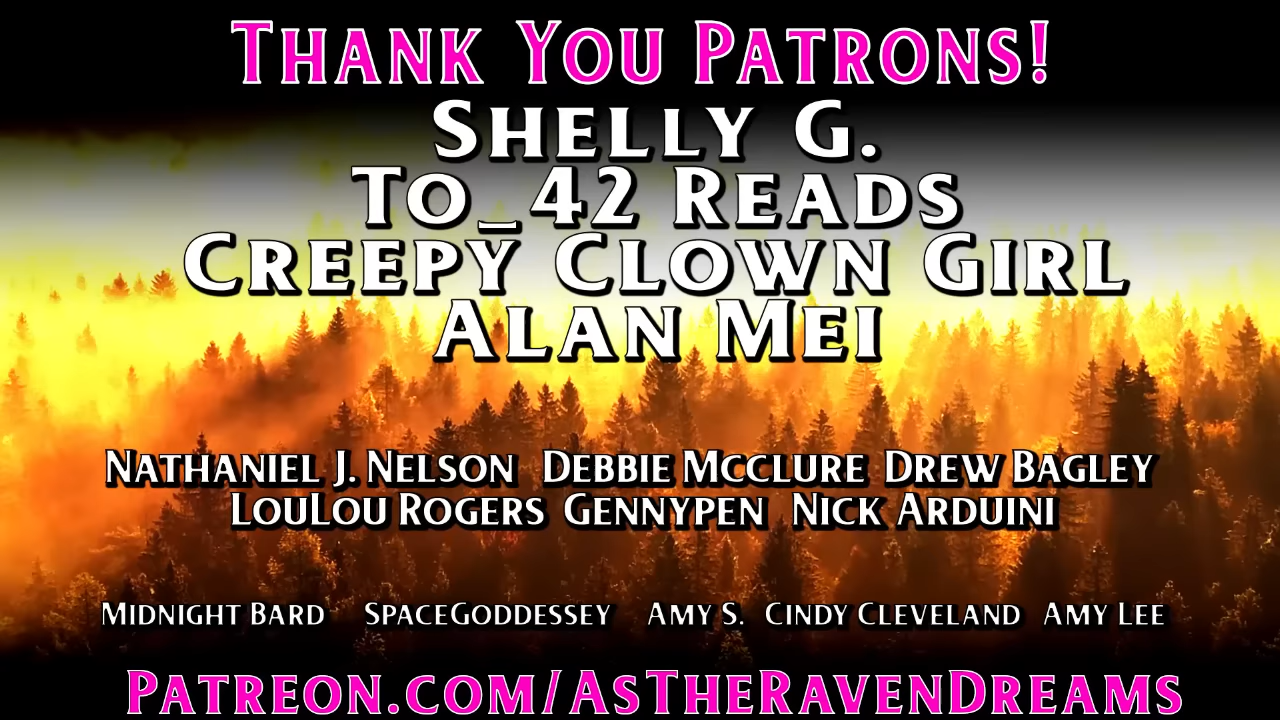 Thank You Patrons!
Shelly G.
To_42 Reads
Creepy Clown Girl
Alan Mei
Nathaniel J. Nelson Debbie Mcclure Drew Bagley
LouLou Rogers Gennypen Nick Arduini
Midnight Bard SpaceGoddessey Amy S. Cindy Cleveland Amy Lee
Patreon.com/AsTheRavenDreams